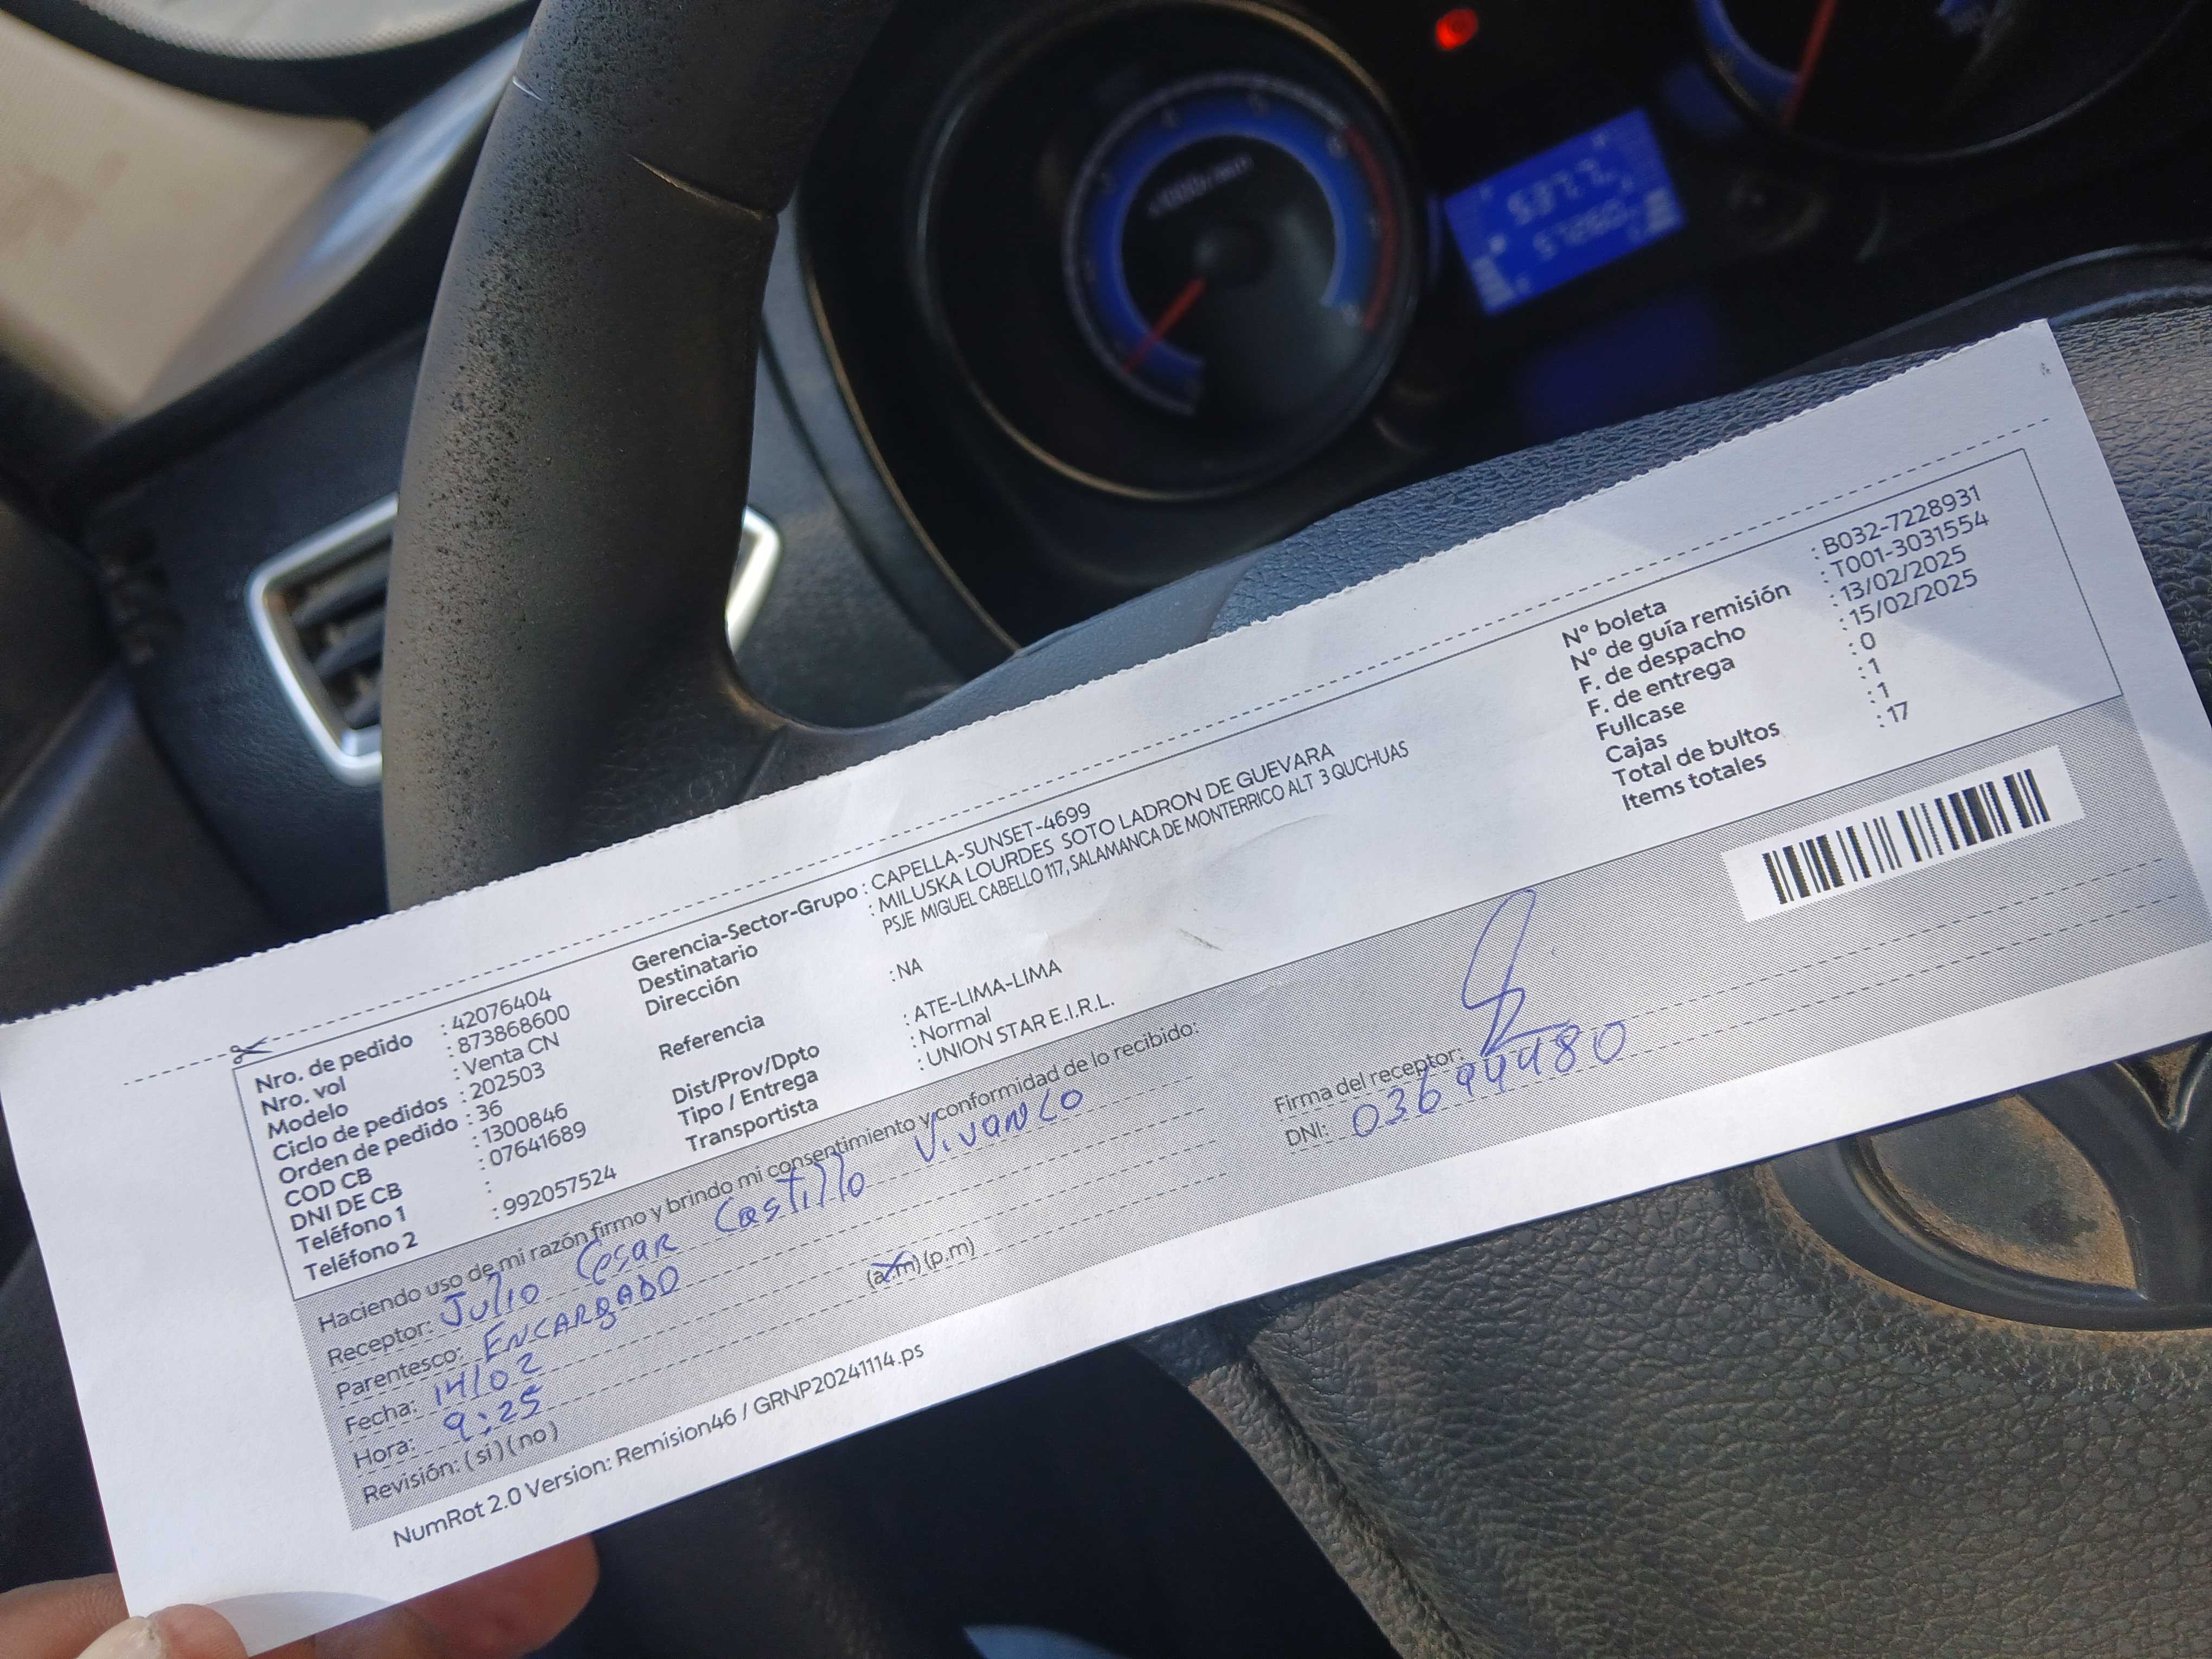 x1000r/min
Nro. de pedido : 42076404
Nro. vol : 873868600
Modelo : Venta CN
Ciclo de pedidos : 202503
Orden de pedido : 36
COD CB : 1300846
DNI DE CB : 07641689
Teléfono 1 :
Teléfono 2 : 992057524
Gerencia-Sector-Grupo : CAPELLA-SUNSET-4699
Destinatario : MILUSKA LOURDES SOTO LADRON DE GUEVARA
Dirección PSJE MIGUEL CABELLO 117, SALAMANCA DE MONTERRICO ALT 3 QUCHUAS
Referencia : NA
Dist/Prov/Dpto : ATE-LIMA-LIMA
Tipo / Entrega : Normal
Transportista : UNION STAR E.I.R.L.
N° boleta : B032-7228931
N° de guía remisión : T001-3031554
F. de despacho : 13/02/2025
F. de entrega : 15/02/2025
Fullcase : 0
Cajas : 1
Total de bultos : 1
Items totales : 17
Haciendo uso de mi razón firmo y brindo mi consentimiento y conformidad de lo recibido:
Receptor: Julio Cesar Castillo Vivanco
Parentesco: ENCARGADO
Fecha: 14/02
Hora: 9:25 (a.m) (p.m)
Revisión: (si) (no)
Firma del receptor:
DNI: 03694480
NumRot 2.0 Version: Remision46 / GRNP20241114.ps